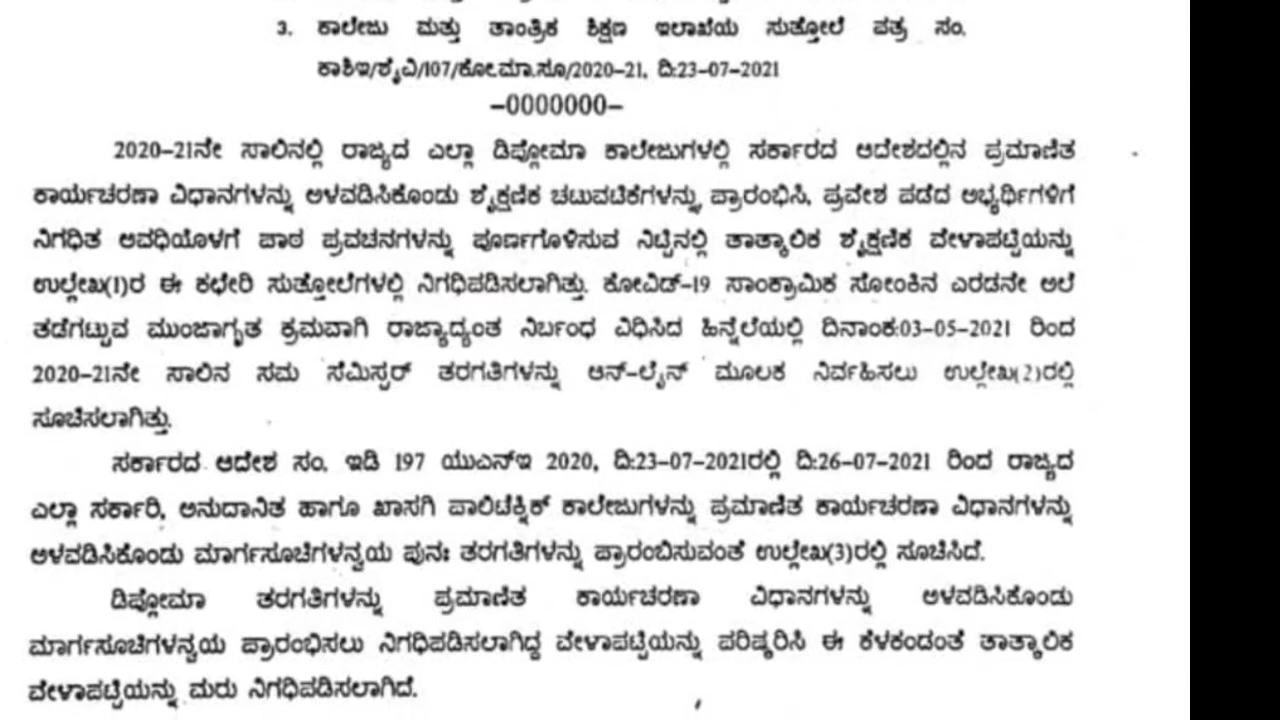 3. ಕಾಲೇಜು ಮತ್ತು ತಾಂತ್ರಿಕ ಶಿಕ್ಷಣ ಇಲಾಖೆಯ ಸುತ್ತೋಲೆ ಪತ್ರ ಸಂ.
ಕಾಶಿಇ/ಶೈವಿ/107/ಕೋ.ಮಾ.ಸೂ/2020-21, ದಿ:23-07-2021
-0000000-
2020-21ನೇ ಸಾಲಿನಲ್ಲಿ ರಾಜ್ಯದ ಎಲ್ಲಾ ಡಿಪ್ಲೋಮಾ ಕಾಲೇಜುಗಳಲ್ಲಿ ಸರ್ಕಾರದ ಆದೇಶದಲ್ಲಿನ ಪ್ರಮಾಣಿತ
ಕಾರ್ಯಚರಣಾ ವಿಧಾನಗಳನ್ನು ಅಳವಡಿಸಿಕೊಂಡು ಶೈಕ್ಷಣಿಕ ಚಟುವಟಿಕೆಗಳನ್ನು ಪ್ರಾರಂಭಿಸಿ, ಪ್ರವೇಶ ಪಡೆದ ಅಭ್ಯರ್ಥಿಗಳಿಗೆ
ನಿಗಧಿತ ಅವಧಿಯೊಳಗೆ ಪಾಠ ಪ್ರವಚನಗಳನ್ನು ಪೂರ್ಣಗೊಳಿಸುವ ನಿಟ್ಟಿನಲ್ಲಿ ತಾತ್ಕಾಲಿಕ ಶೈಕ್ಷಣಿಕ ವೇಳಾಪಟ್ಟಿಯನ್ನು
ಉಲ್ಲೇಖ(1)ರ ಈ ಕಛೇರಿ ಸುತ್ತೋಲೆಗಳಲ್ಲಿ ನಿಗಧಿಪಡಿಸಲಾಗಿತ್ತು. ಕೋವಿಡ್-19 ಸಾಂಕ್ರಾಮಿಕ ಸೋಂಕಿನ ಎರಡನೇ ಅಲೆ
ತಡೆಗಟ್ಟುವ ಮುಂಜಾಗೃತ ಕ್ರಮವಾಗಿ ರಾಜ್ಯಾದ್ಯಂತ ನಿರ್ಬಂಧ ವಿಧಿಸಿದ ಹಿನ್ನೆಲೆಯಲ್ಲಿ ದಿನಾಂಕ:03-05-2021 ರಿಂದ
2020-21ನೇ ಸಾಲಿನ ಸಮ ಸೆಮಿಸ್ಟರ್ ತರಗತಿಗಳನ್ನು ಆನ್-ಲೈನ್ ಮೂಲಕ ನಿರ್ವಹಿಸಲು ಉಲ್ಲೇಖ(2)ರಲ್ಲಿ
ಸೂಚಿಸಲಾಗಿತ್ತು.
ಸರ್ಕಾರದ ಆದೇಶ ಸಂ. ಇಡಿ 197 ಯುಎನ್ಇ 2020, ದಿ:23-07-2021ರಲ್ಲಿ ದಿ:26-07-2021 ರಿಂದ ರಾಜ್ಯದ
ಎಲ್ಲಾ ಸರ್ಕಾರಿ, ಅನುದಾನಿತ ಹಾಗೂ ಖಾಸಗಿ ಪಾಲಿಟೆಕ್ನಿಕ್ ಕಾಲೇಜುಗಳನ್ನು ಪ್ರಮಾಣಿತ ಕಾರ್ಯಚರಣಾ ವಿಧಾನಗಳನ್ನು
ಅಳವಡಿಸಿಕೊಂಡು ಮಾರ್ಗಸೂಚಿಗಳನ್ವಯ ಪುನಃ ತರಗತಿಗಳನ್ನು ಪ್ರಾರಂಬಿಸುವಂತೆ ಉಲ್ಲೇಖ(3)ರಲ್ಲಿ ಸೂಚಿಸಿದೆ.
ಡಿಪ್ಲೋಮಾ ತರಗತಿಗಳನ್ನು ಪ್ರಮಾಣಿತ ಕಾರ್ಯಚರಣಾ ವಿಧಾನಗಳನ್ನು ಅಳವಡಿಸಿಕೊಂಡು
ಮಾರ್ಗಸೂಚಿಗಳನ್ವಯ ಪ್ರಾರಂಭಿಸಲು ನಿಗಧಿಪಡಿಸಲಾಗಿದ್ದ ವೇಳಾಪಟ್ಟಿಯನ್ನು ಪರಿಷ್ಕರಿಸಿ ಈ ಕೆಳಕಂಡಂತೆ ತಾತ್ಕಾಲಿಕ
ವೇಳಾಪಟ್ಟಿಯನ್ನು ಮರು ನಿಗಧಿಪಡಿಸಲಾಗಿದೆ.